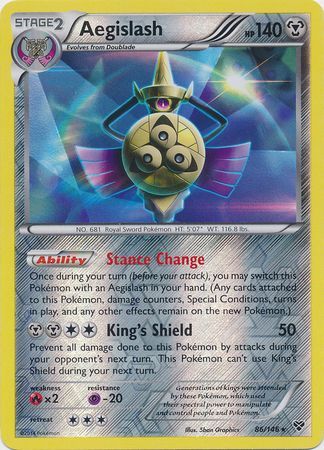 STAGE2
Aegislash
HP140
Evolves from Doublade
NO. 681 Royal Sword Pokémon HT: 5'07" WT: 116.8 lbs.
Ability Stance Change
Once during your turn (before your attack), you may switch this
Pokémon with an Aegislash in your hand. (Any cards attached
to this Pokémon, damage counters, Special Conditions, turns
in play, and any other effects remain on the new Pokémon.)
King's Shield 50
Prevent all damage done to this Pokémon by attacks during
your opponent's next turn. This Pokémon can't use King's
Shield during your next turn.
weakness
×2
resistance
-20
retreat
Generations of kings were attended by these
Pokémon, which used their
spectral power to manipulate and
control people and Pokémon.
Illus. 5ban Graphics
86/146 ★
XY
©2014 Pokémon